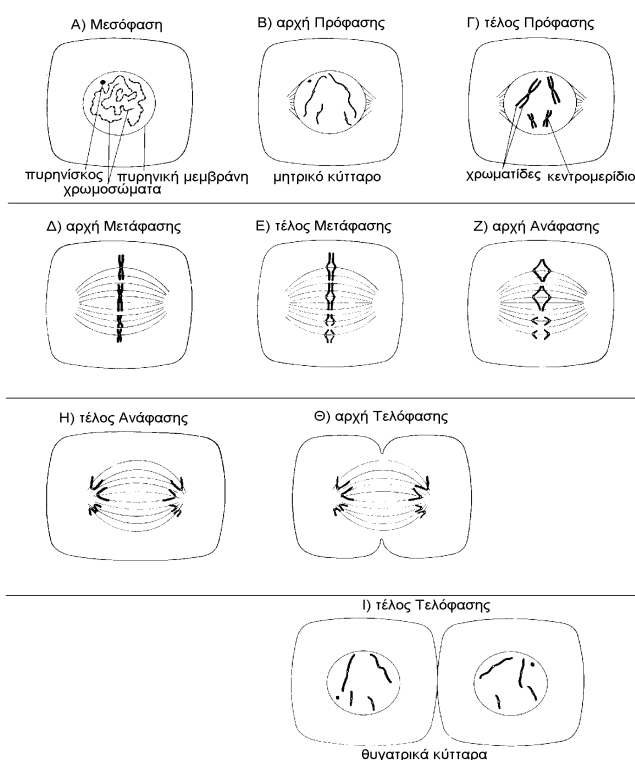 Α) Μεσόφαση
Β) αρχή Πρόφασης
Γ) τέλος Πρόφασης
πυρηνίσκος
πυρηνική μεμβράνη
χρωμοσώματα
μητρικό κύτταρο
χρωματίδες
κεντρομερίδιο
Δ) αρχή Μετάφασης
Ε) τέλος Μετάφασης
Ζ) αρχή Ανάφασης
Η) τέλος Ανάφασης
Θ) αρχή Τελόφασης
Ι) τέλος Τελόφασης
θυγατρικά κύτταρα